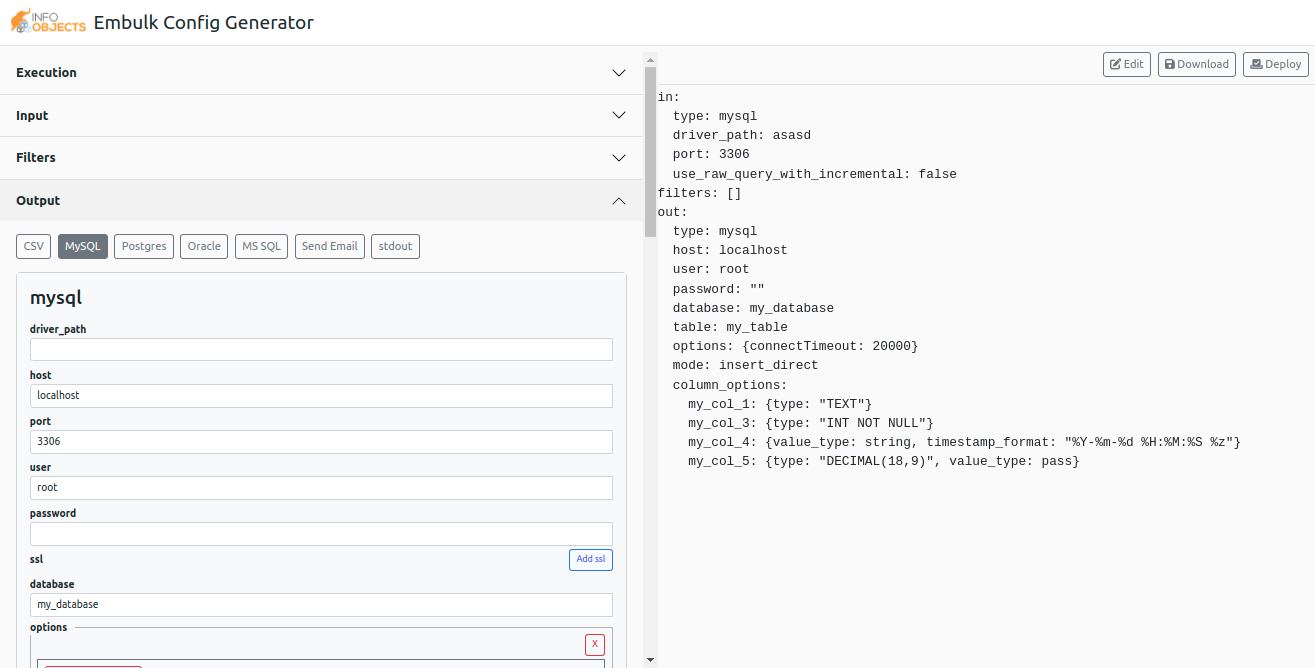 INFO
OBJECTS
Embulk Config Generator
Execution
Input
Filters
Output
CSV MySQL Postgres Oracle MS SQL Send Email stdout
mysql
driver_path
host
localhost
port
3306
user
root
password
ssl Add ssl
database
my_database
options
X
Edit Download Deploy
in:
  type: mysql
  driver_path: asasd
  port: 3306
  use_raw_query_with_incremental: false
filters: []
out:
  type: mysql
  host: localhost
  user: root
  password: ""
  database: my_database
  table: my_table
  options: {connectTimeout: 20000}
  mode: insert_direct
  column_options:
    my_col_1: {type: "TEXT"}
    my_col_3: {type: "INT NOT NULL"}
    my_col_4: {value_type: string, timestamp_format: "%Y-%m-%d %H:%M:%S %z"}
    my_col_5: {type: "DECIMAL(18,9)", value_type: pass}